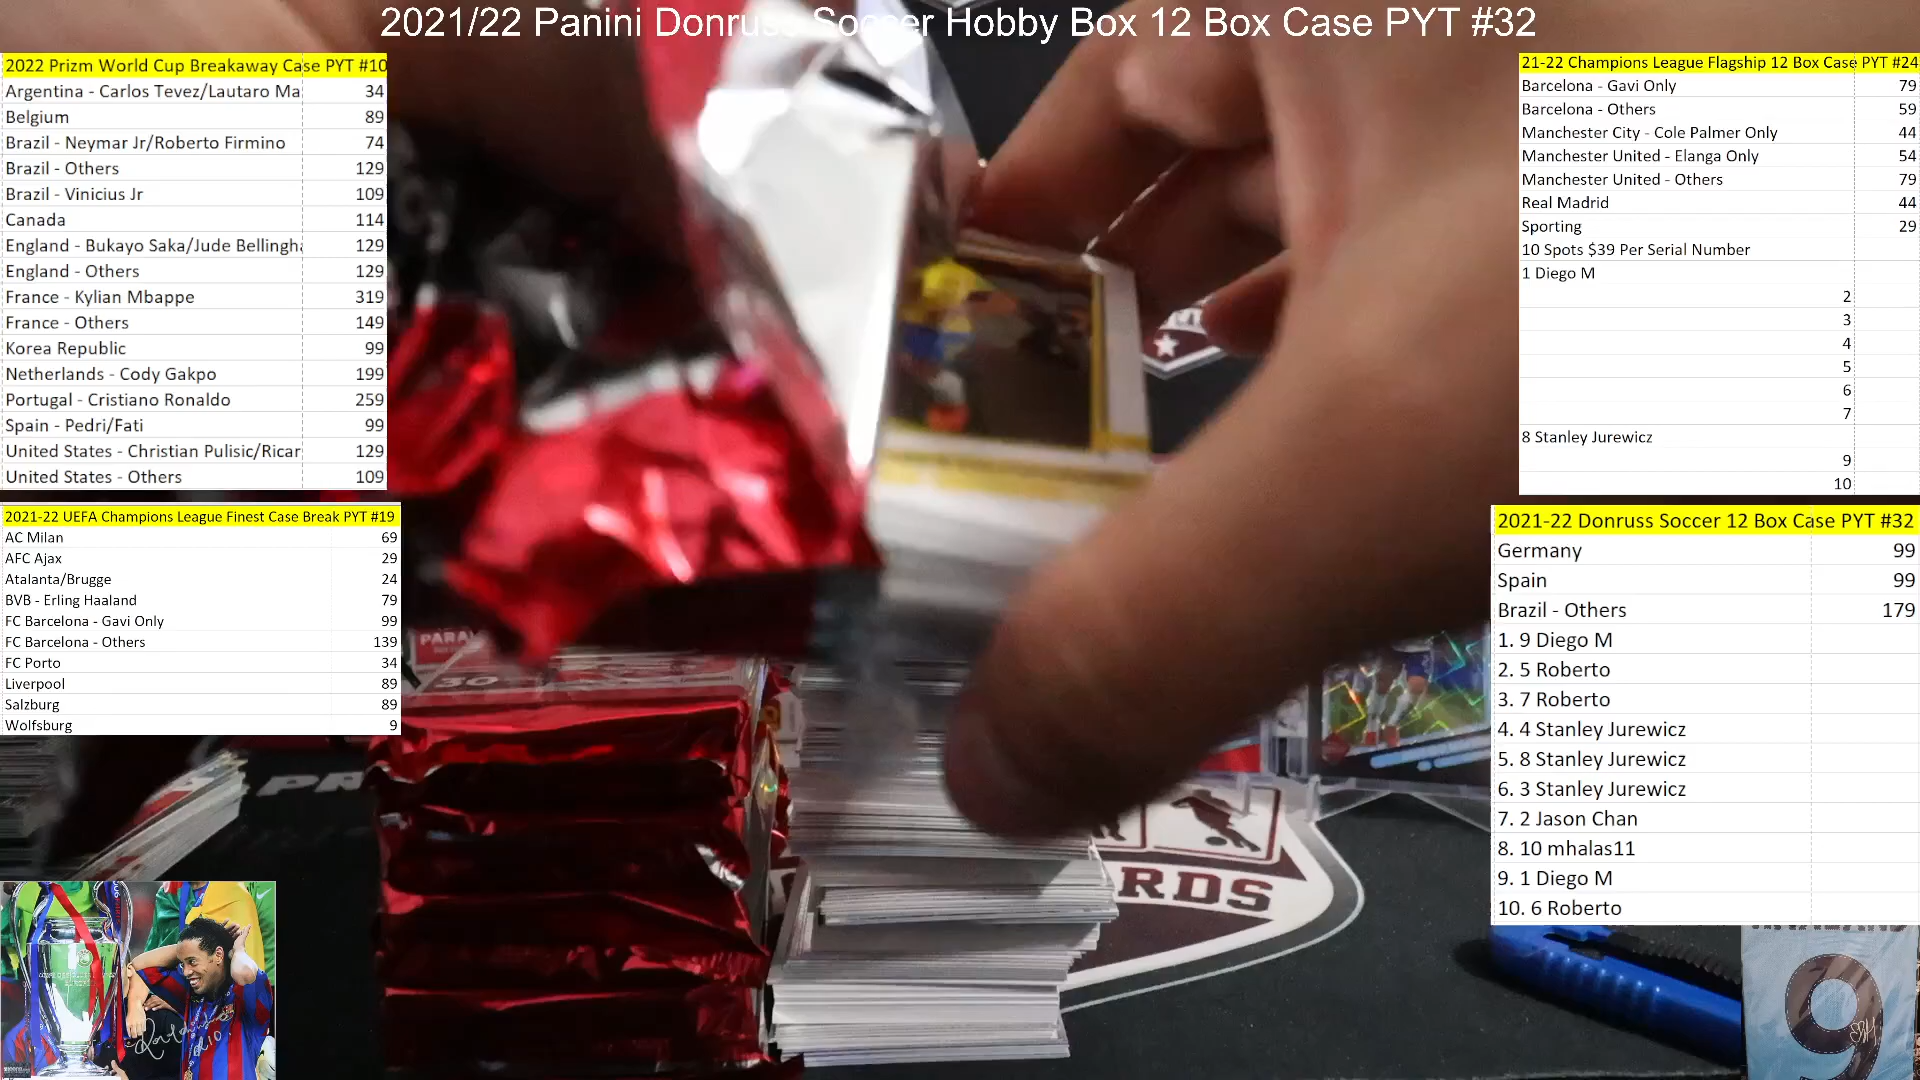 2021/22 Panini Donruss Soccer Hobby Box 12 Box Case PYT #32
2022 Prizm World Cup Breakaway Case PYT #10
Argentina - Carlos Tevez/Lautaro Ma 34
Belgium 89
Brazil - Neymar Jr/Roberto Firmino 74
Brazil - Others 129
Brazil - Vinicius Jr 109
Canada 114
England - Bukayo Saka/Jude Bellingh 129
England - Others 129
France - Kylian Mbappe 319
France - Others 149
Korea Republic 99
Netherlands - Cody Gakpo 199
Portugal - Cristiano Ronaldo 259
Spain - Pedri/Fati 99
United States - Christian Pulisic/Ricar 129
United States - Others 109
2021-22 UEFA Champions League Finest Case Break PYT #19
AC Milan 69
AFC Ajax 29
Atalanta/Brugge 24
BVB - Erling Haaland 79
FC Barcelona - Gavi Only 99
FC Barcelona - Others 139
FC Porto 34
Liverpool 89
Salzburg 89
Wolfsburg 9
21-22 Champions League Flagship 12 Box Case PYT #24
Barcelona - Gavi Only 79
Barcelona - Others 59
Manchester City - Cole Palmer Only 44
Manchester United - Elanga Only 54
Manchester United - Others 79
Real Madrid 44
Sporting 29
10 Spots $39 Per Serial Number
1 Diego M
2
3
4
5
6
7
8 Stanley Jurewicz
9
10
2021-22 Donruss Soccer 12 Box Case PYT #32
Germany 99
Spain 99
Brazil - Others 179
1. 9 Diego M
2. 5 Roberto
3. 7 Roberto
4. 4 Stanley Jurewicz
5. 8 Stanley Jurewicz
6. 3 Stanley Jurewicz
7. 2 Jason Chan
8. 10 mhalas11
9. 1 Diego M
10. 6 Roberto
PARA
30
PA
RDS
9